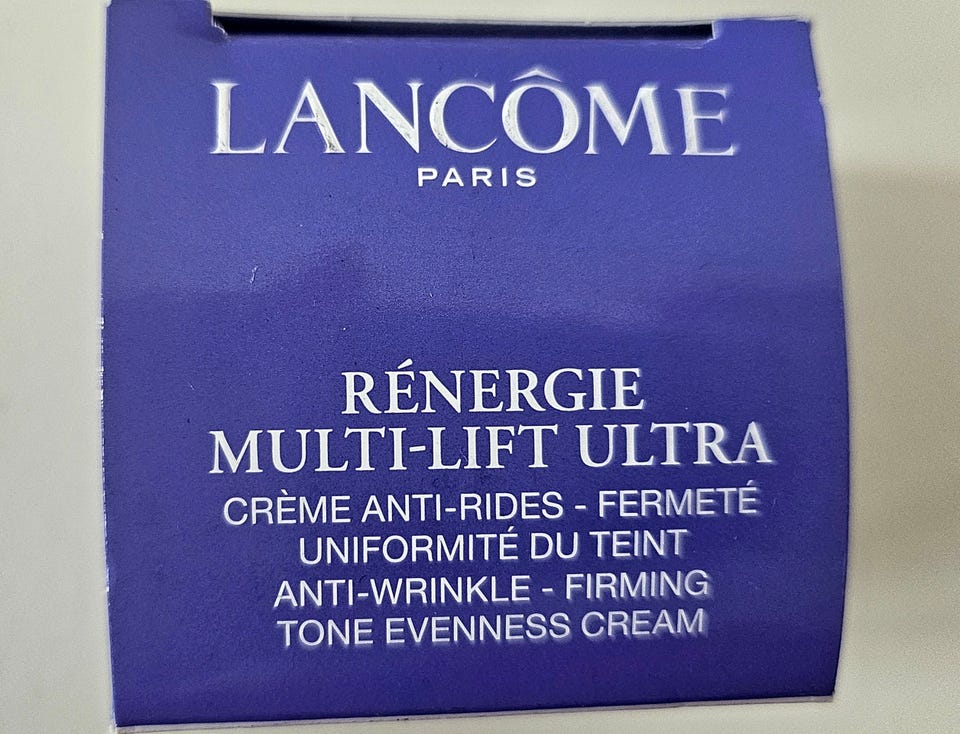 LANCÔME
PARIS
RÉNERGIE
MULTI-LIFT ULTRA
CRÈME ANTI-RIDES - FERMETÉ
UNIFORMITÉ DU TEINT
ANTI-WRINKLE - FIRMING
TONE EVENNESS CREAM